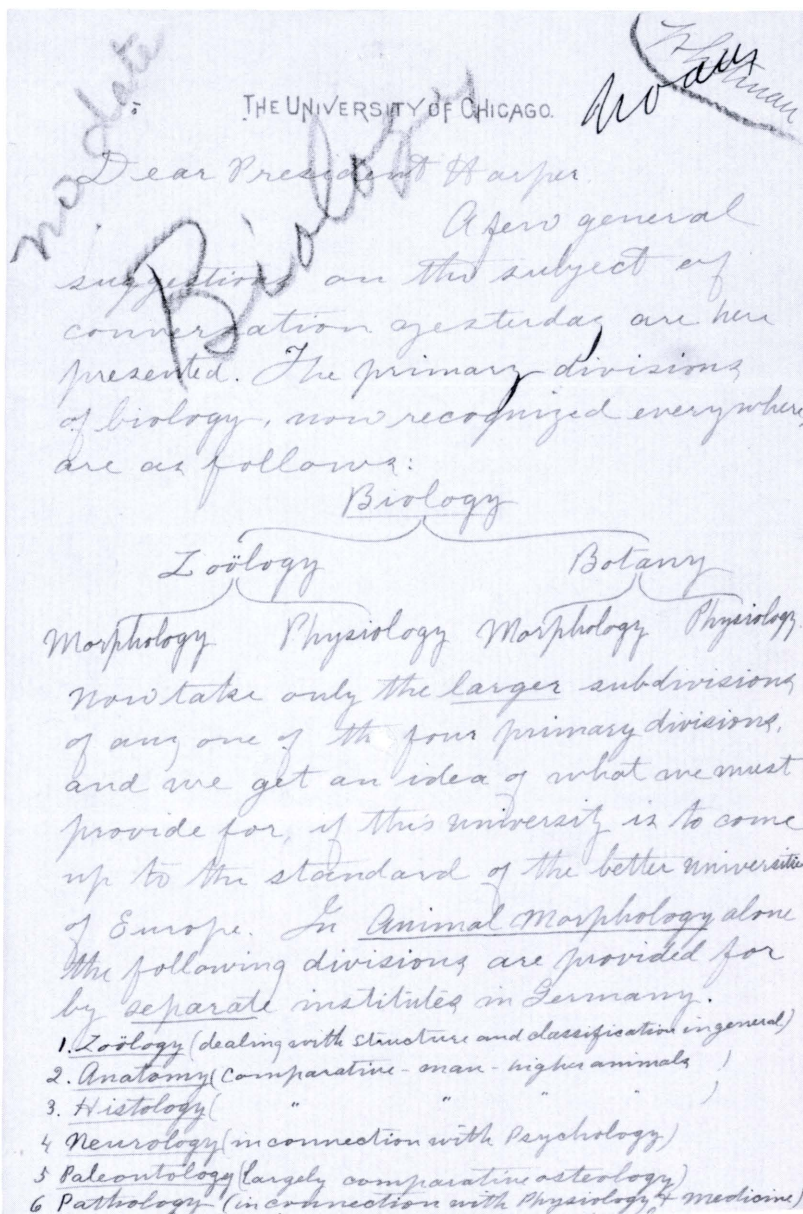 no date
THE UNIVERSITY OF CHICAGO.
Biology
Dear President Harper
A few general
suggestions on the subject of
conversation yesterday are here
presented. The primary divisions
of biology, now recognized everywhere
are as follows:
Biology
Zoölogy Botany
Morphology Physiology Morphology Physiology
Now take only the larger subdivisions
of any one of the four primary divisions,
and we get an idea of what we must
provide for, if this university is to come
up to the standard of the better universities
of Europe. In Animal Morphology alone
the following divisions are provided for
by separate institutes in Germany.
1. Zoölogy (dealing with structure and classification in general)
2. Anatomy (comparative - man - higher animals )
3. Histology ( " " " " )
4 Neurology (in connection with Psychology)
5 Paleontology (largely comparative osteology)
6 Pathology (in connection with Physiology & medicine)